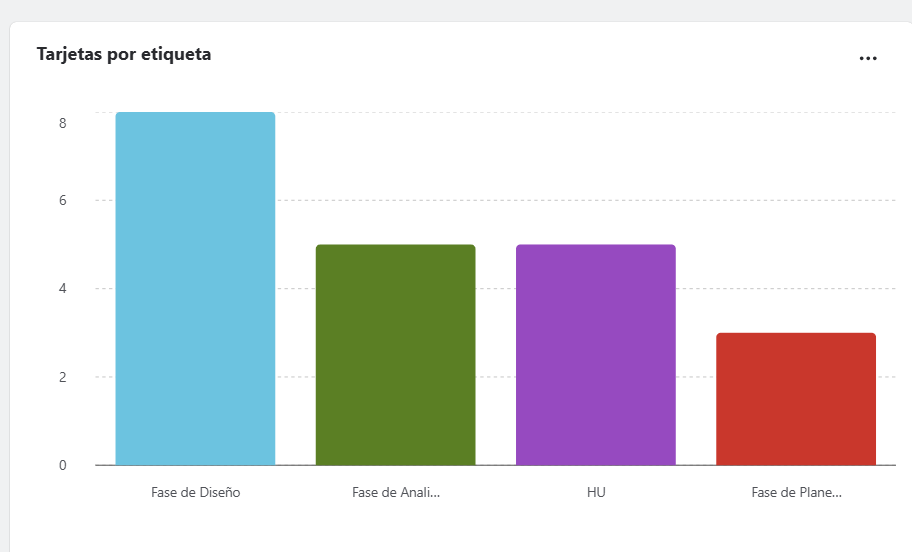 Tarjetas por etiqueta
...
8
6
4
2
0
Fase de Diseño
Fase de Anali...
HU
Fase de Plane...